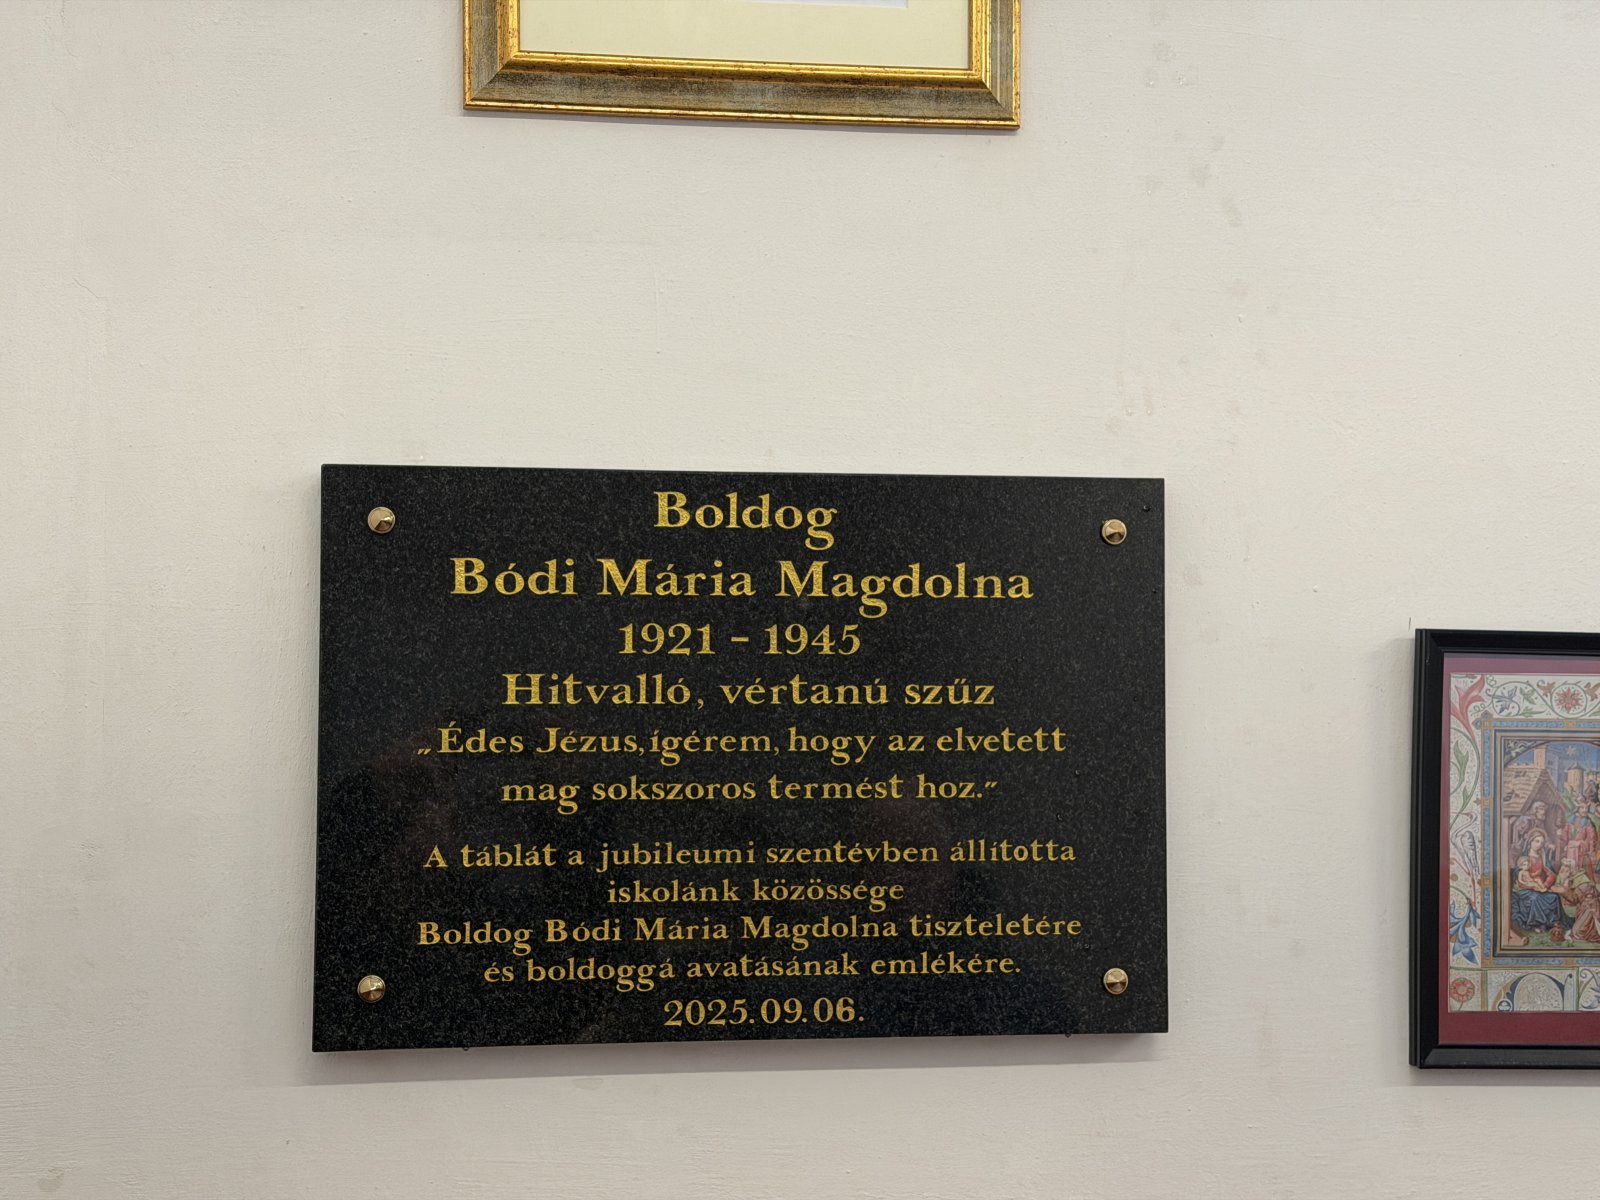 Boldog
Bódi Mária Magdolna
1921 - 1945
Hitvalló, vértanú szűz
„Édes Jézus, ígérem, hogy az elvetett
mag sokszoros termést hoz.”
A táblát a jubileumi szentévben állította
iskolánk közössége
Boldog Bódi Mária Magdolna tiszteletére
és boldoggá avatásának emlékére.
2025.09.06.